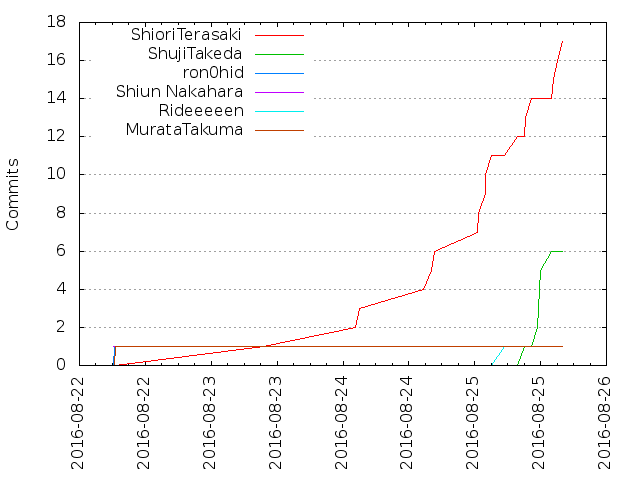 18
16
14
12
10
8
6
4
2
0
Commits
ShioriTerasaki
ShujiTakeda
ron0hid
Shiun Nakahara
Rideeeeen
MurataTakuma
2016-08-22
2016-08-22
2016-08-23
2016-08-23
2016-08-24
2016-08-24
2016-08-25
2016-08-25
2016-08-26